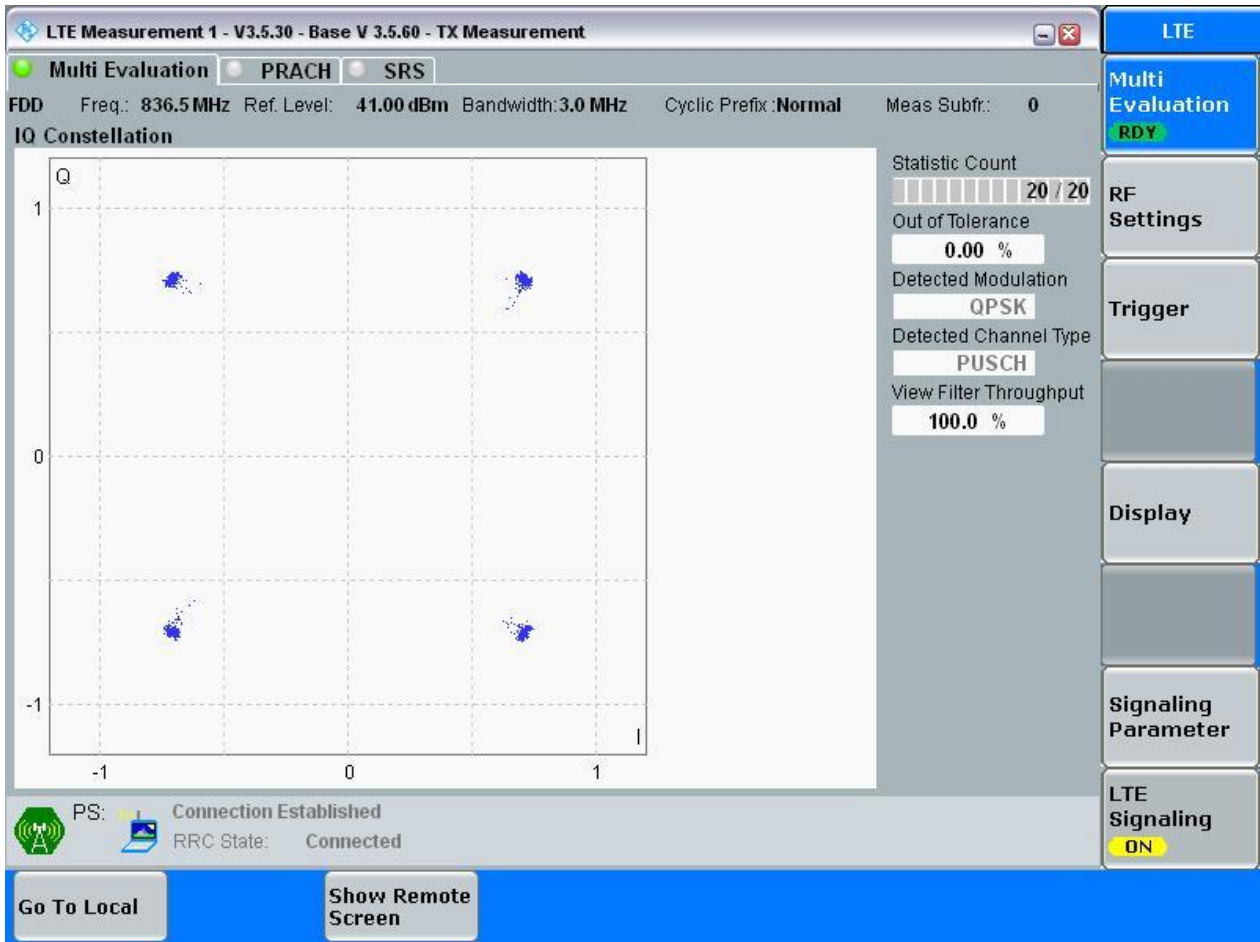 LTE Measurement 1 - V3.5.30 - Base V 3.5.60 - TX Measurement
LTE
Multi Evaluation PRACH SRS
FDD Freq.: 836.5 MHz Ref. Level: 41.00 dBm Bandwidth: 3.0 MHz Cyclic Prefix : Normal Meas Subfr.: 0
IQ Constellation
Q
1
0
-1
I
-1 0 1
Statistic Count
20 / 20
Out of Tolerance
0.00 %
Detected Modulation
QPSK
Detected Channel Type
PUSCH
View Filter Throughput
100.0 %
Multi
Evaluation
RDY
RF
Settings
Trigger
Display
Signaling
Parameter
LTE
Signaling
ON
PS: Connection Established
RRC State: Connected
Go To Local
Show Remote
Screen